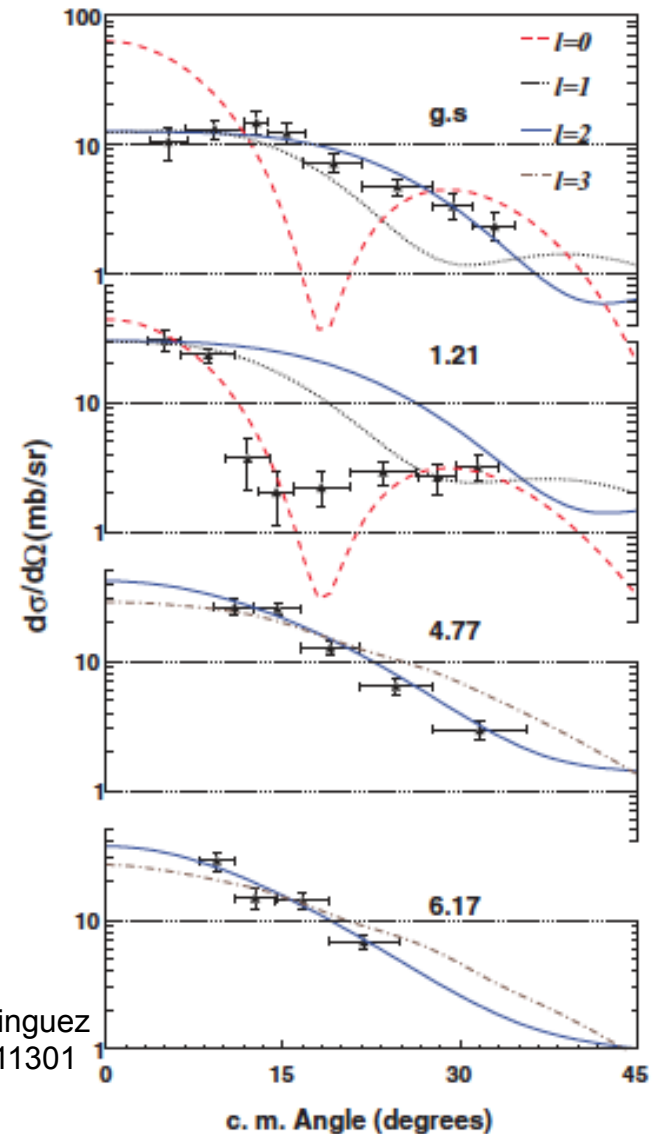 100
l=0
l=1
g.s
l=2
10
l=3
1
1.21
10
1
dσ/dΩ(mb/sr)
4.77
10
1
6.17
10
inguez
11301
1
0
15
30
45
c. m. Angle (degrees)